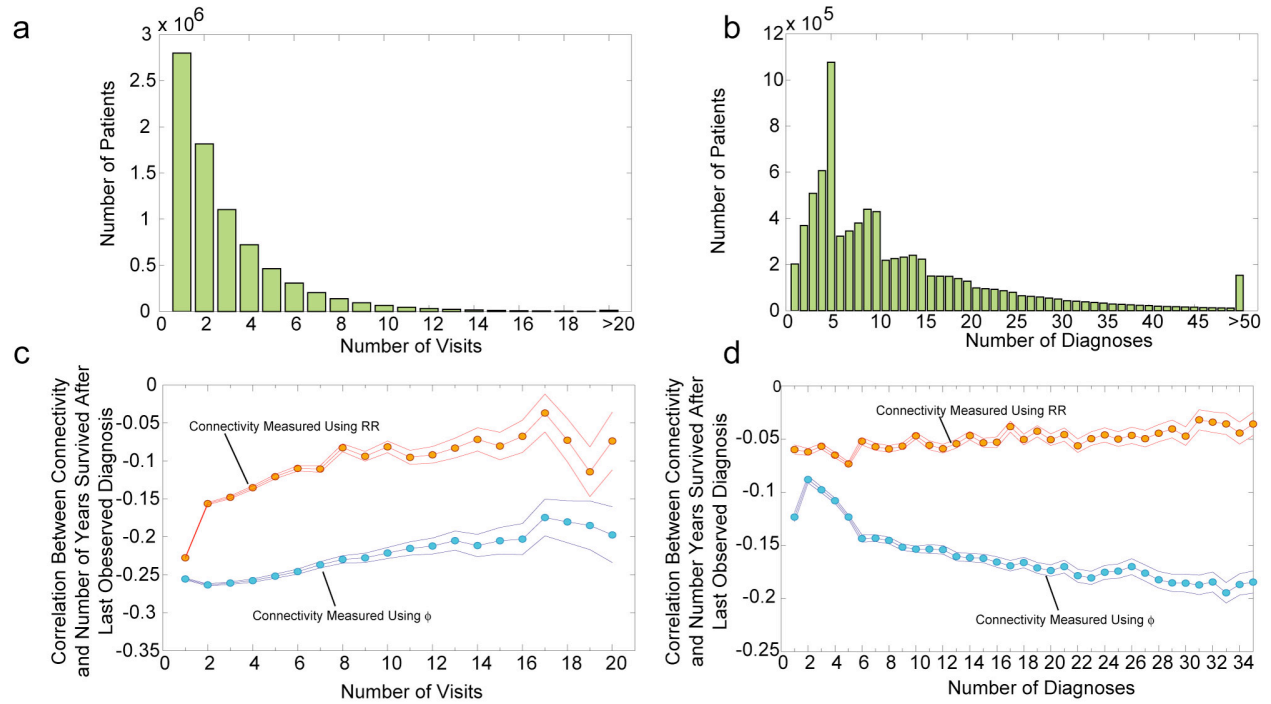 a
3 x 10^6
2.5
2
1.5
1
0.5
0
0 2 4 6 8 10 12 14 16 18 >20
Number of Patients
Number of Visits
b
12 x 10^5
10
8
6
4
2
0
0 5 10 15 20 25 30 35 40 45 >50
Number of Patients
Number of Diagnoses
c
0
-0.05
-0.1
-0.15
-0.2
-0.25
-0.3
-0.35
0 2 4 6 8 10 12 14 16 18 20
Correlation Between Connectivity
and Number of Years Survived After
Last Observed Diagnosis
Connectivity Measured Using RR
Connectivity Measured Using ϕ
Number of Visits
d
0
-0.05
-0.1
-0.15
-0.2
-0.25
0 2 4 6 8 10 12 14 16 18 20 22 24 26 28 30 32 34
Correlation Between Connectivity
and Number Years Survived After
Last Observed Diagnosis
Connectivity Measured Using RR
Connectivity Measured Using ϕ
Number of Diagnoses